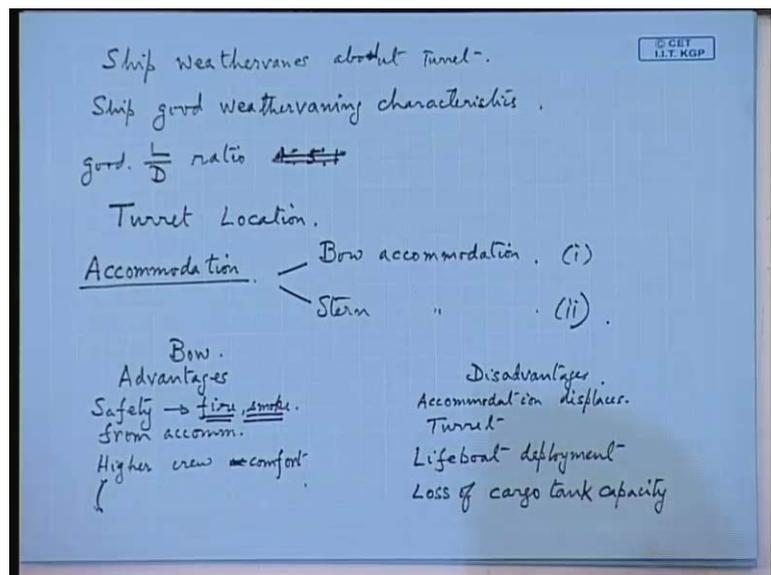 © CET
I.I.T. KGP
Ship weathervanes about Turret.
Ship good weathervaning characteristics.
good. L/D ratio
Turret Location.
Accommodation. Bow accommodation. (i)
Stern " (ii).
Bow.
Advantages
Safety → fire, smoke.
from accomm.
Higher crew comfort
(
Disadvantages.
Accommodation displaces.
Turret
Lifeboat deployment
Loss of cargo tank capacity